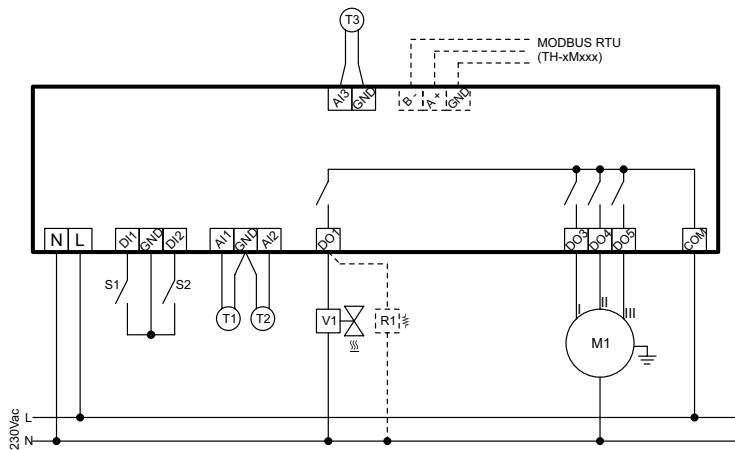 T3
MODBUS RTU
(TH-xMxxx)
AI3
GND
B -
A +
GND
N
L
DI1
GND
DI2
AI1
GND
AI2
DO1
DO3
DO4
DO5
COM
S1
S2
T1
T2
V1
R1
I
II
III
M1
230Vac
L
N